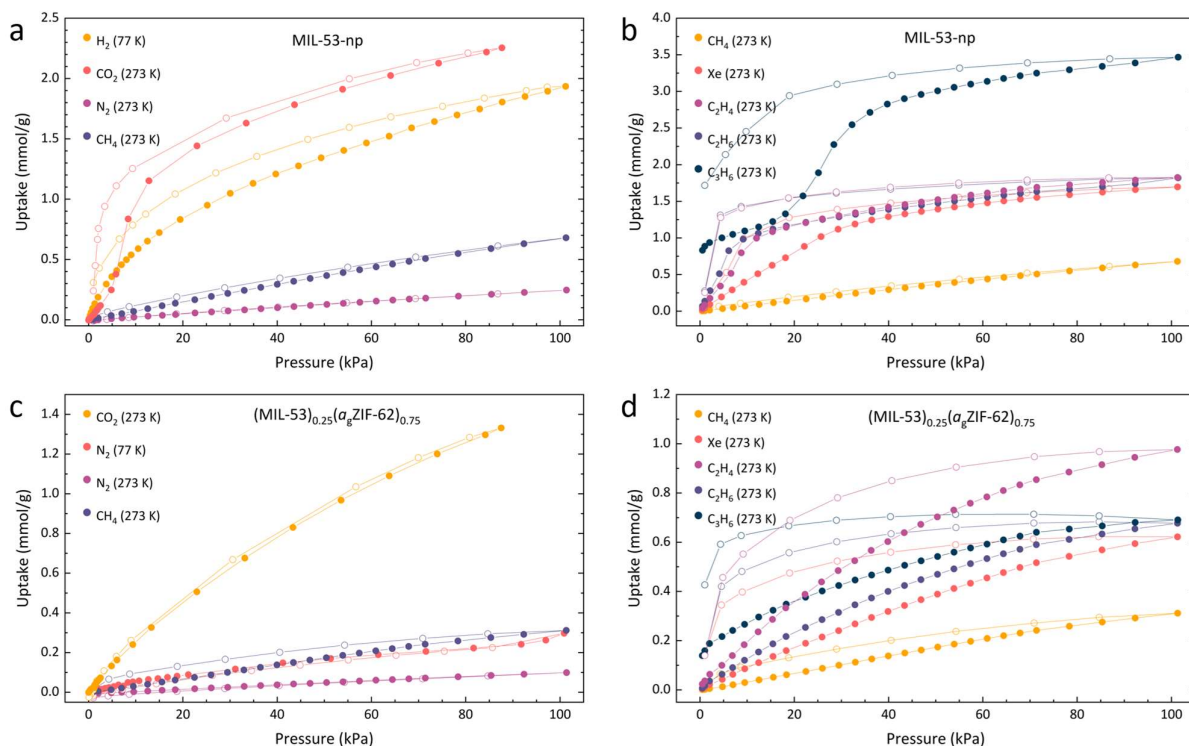 a
MIL-53-np
H₂ (77 K)
CO₂ (273 K)
N₂ (273 K)
CH₄ (273 K)
Uptake (mmol/g)
2.5
2.0
1.5
1.0
0.5
0.0
0 20 40 60 80 100
Pressure (kPa)
b
MIL-53-np
CH₄ (273 K)
Xe (273 K)
C₂H₄ (273 K)
C₂H₆ (273 K)
C₃H₆ (273 K)
Uptake (mmol/g)
4.0
3.5
3.0
2.5
2.0
1.5
1.0
0.5
0.0
0 20 40 60 80 100
Pressure (kPa)
c
(MIL-53)₀.₂₅(agZIF-62)₀.₇₅
CO₂ (273 K)
N₂ (77 K)
N₂ (273 K)
CH₄ (273 K)
Uptake (mmol/g)
1.4
1.2
1.0
0.8
0.6
0.4
0.2
0.0
0 20 40 60 80 100
Pressure (kPa)
d
(MIL-53)₀.₂₅(agZIF-62)₀.₇₅
CH₄ (273 K)
Xe (273 K)
C₂H₄ (273 K)
C₂H₆ (273 K)
C₃H₆ (273 K)
Uptake (mmol/g)
1.2
1.0
0.8
0.6
0.4
0.2
0.0
0 20 40 60 80 100
Pressure (kPa)